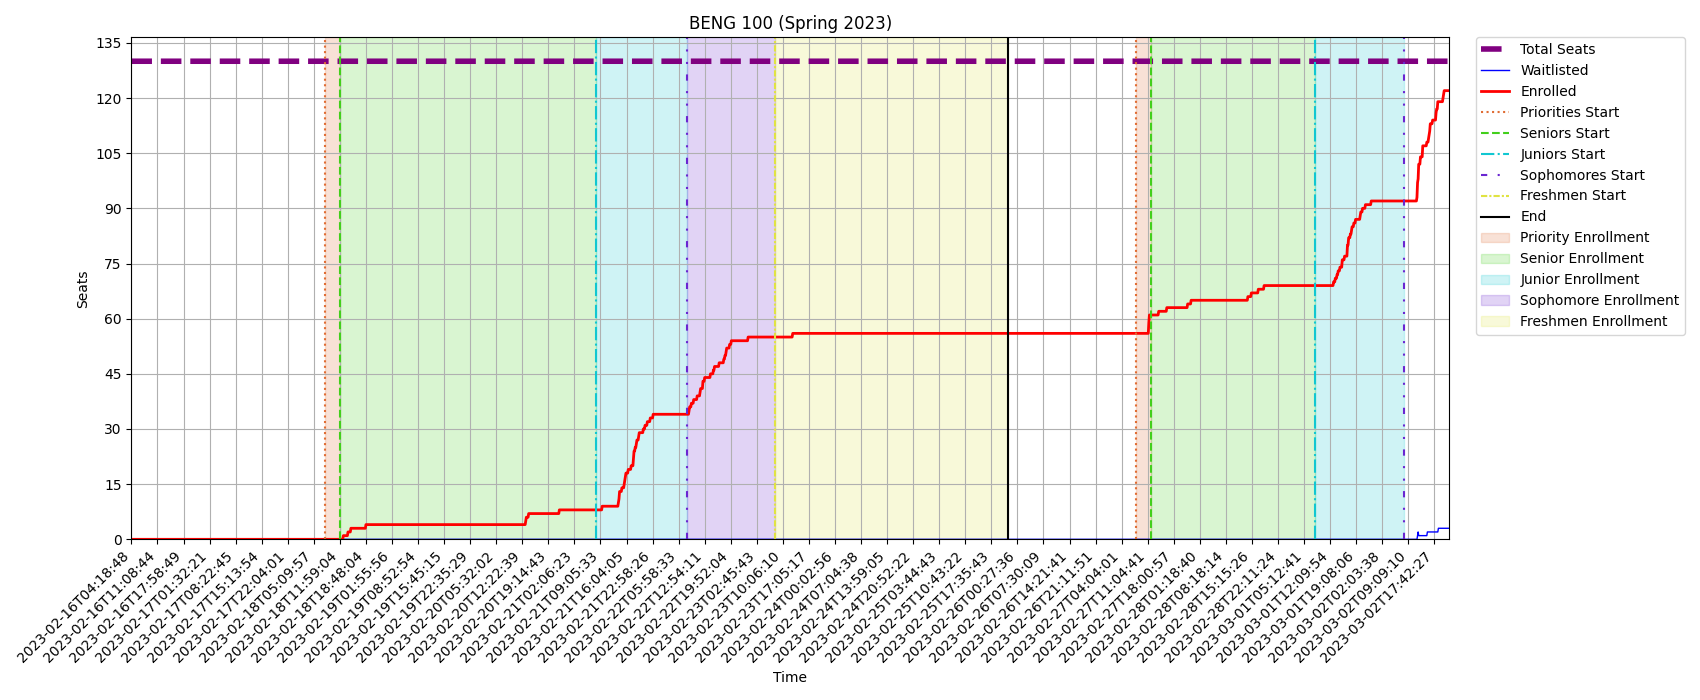 BENG 100 (Spring 2023)
135
120
105
90
75
60
45
30
15
0
Seats
2023-02-16T04:18:48
2023-02-16T11:08:44
2023-02-16T17:58:49
2023-02-17T01:32:21
2023-02-17T08:22:45
2023-02-17T15:13:54
2023-02-17T22:04:01
2023-02-18T05:09:57
2023-02-18T11:59:04
2023-02-18T18:48:04
2023-02-19T01:55:56
2023-02-19T08:52:54
2023-02-19T15:45:15
2023-02-19T22:35:29
2023-02-20T05:32:02
2023-02-20T12:22:39
2023-02-20T19:14:43
2023-02-21T02:06:23
2023-02-21T09:05:33
2023-02-21T16:04:05
2023-02-21T22:58:26
2023-02-22T05:58:33
2023-02-22T12:54:11
2023-02-22T19:52:04
2023-02-23T02:45:43
2023-02-23T10:06:10
2023-02-23T17:05:17
2023-02-24T00:02:56
2023-02-24T07:04:38
2023-02-24T13:59:05
2023-02-24T20:52:22
2023-02-25T03:44:43
2023-02-25T10:43:22
2023-02-25T17:35:43
2023-02-26T00:27:36
2023-02-26T07:30:09
2023-02-26T14:21:41
2023-02-26T21:11:51
2023-02-27T04:04:01
2023-02-27T11:04:41
2023-02-27T18:00:57
2023-02-28T01:18:40
2023-02-28T08:18:14
2023-02-28T15:15:26
2023-02-28T22:11:24
2023-03-01T05:12:41
2023-03-01T12:09:54
2023-03-01T19:08:06
2023-03-02T02:03:38
2023-03-02T09:09:10
2023-03-02T17:42:27
Time
Total Seats
Waitlisted
Enrolled
Priorities Start
Seniors Start
Juniors Start
Sophomores Start
Freshmen Start
End
Priority Enrollment
Senior Enrollment
Junior Enrollment
Sophomore Enrollment
Freshmen Enrollment